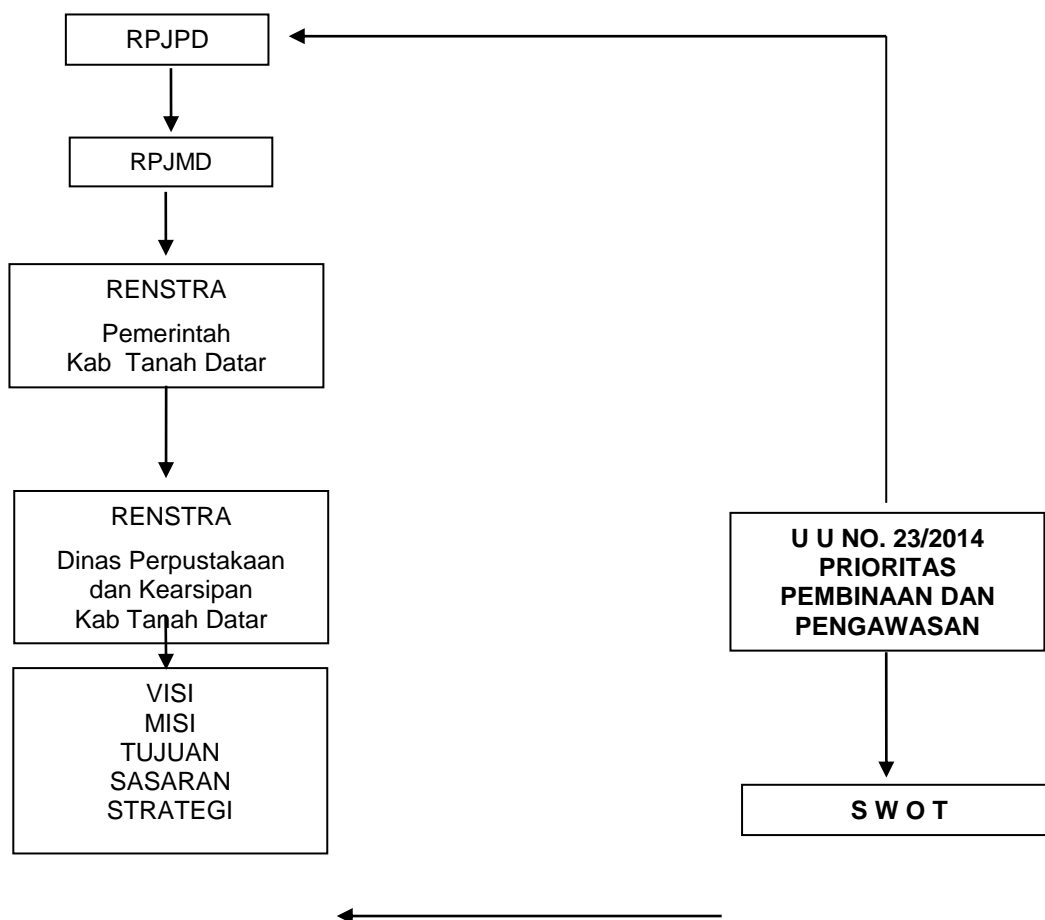 RPJPD
RPJMD
RENSTRA
Pemerintah
Kab Tanah Datar
RENSTRA
Dinas Perpustakaan
dan Kearsipan
Kab Tanah Datar
VISI
MISI
TUJUAN
SASARAN
STRATEGI
U U NO. 23/2014
PRIORITAS
PEMBINAAN DAN
PENGAWASAN
S W O T